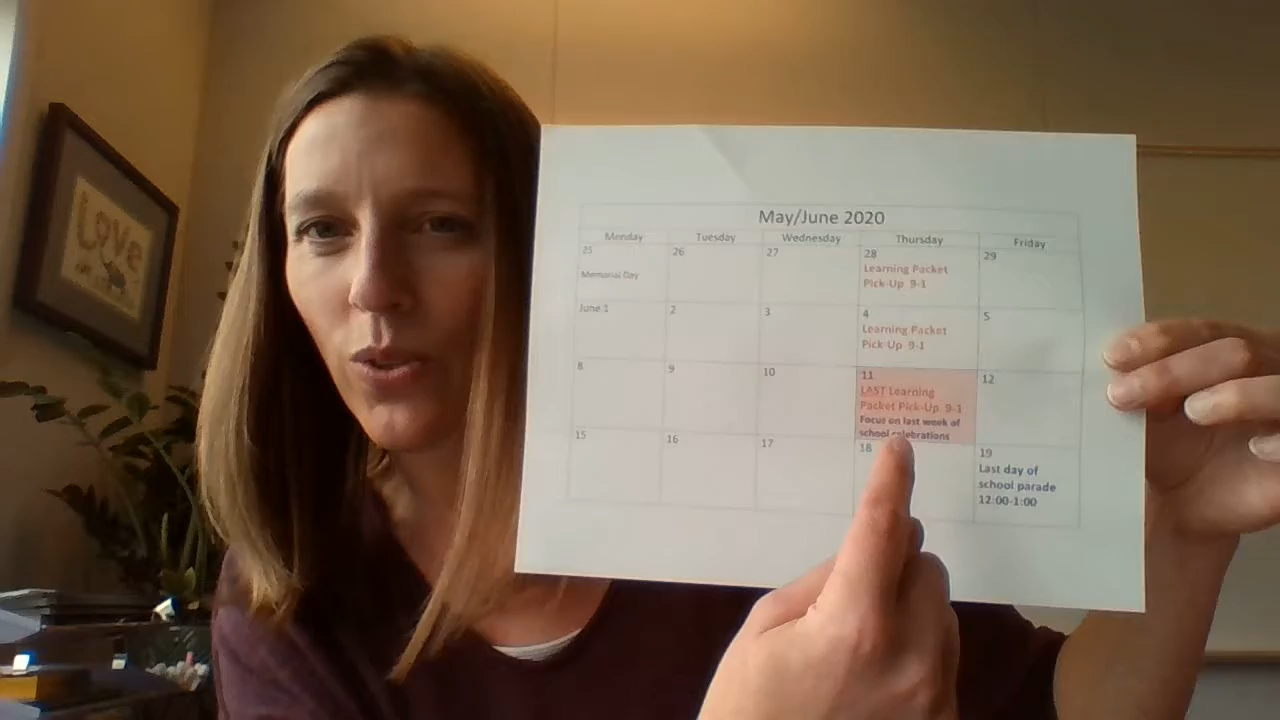 Love
May/June 2020
Monday Tuesday Wednesday Thursday Friday
25 26 27 28 29
Memorial Day
Learning Packet
Pick-Up 9-1
June 1 2 3 4 5
Learning Packet
Pick-Up 9-1
8 9 10 11 12
LAST Learning
Packet Pick-Up 9-1
Focus on last week of
school celebrations
15 16 17 18 19
Last day of
school parade
12:00-1:00